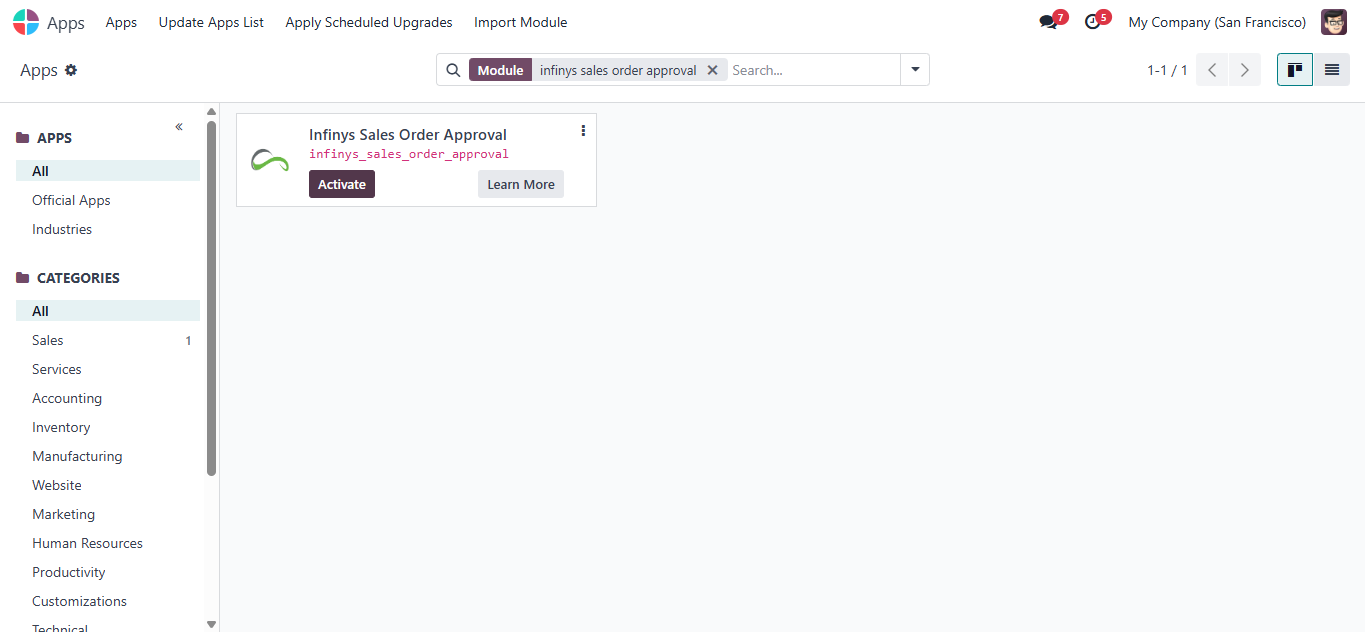 Apps Apps Update Apps List Apply Scheduled Upgrades Import Module 7 5 My Company (San Francisco)
Apps Module infinys sales order approval Search... 1-1 / 1
APPS
All
Official Apps
Industries
CATEGORIES
All
Sales 1
Services
Accounting
Inventory
Manufacturing
Website
Marketing
Human Resources
Productivity
Customizations
Technical
Infinys Sales Order Approval
infinys_sales_order_approval
Activate Learn More